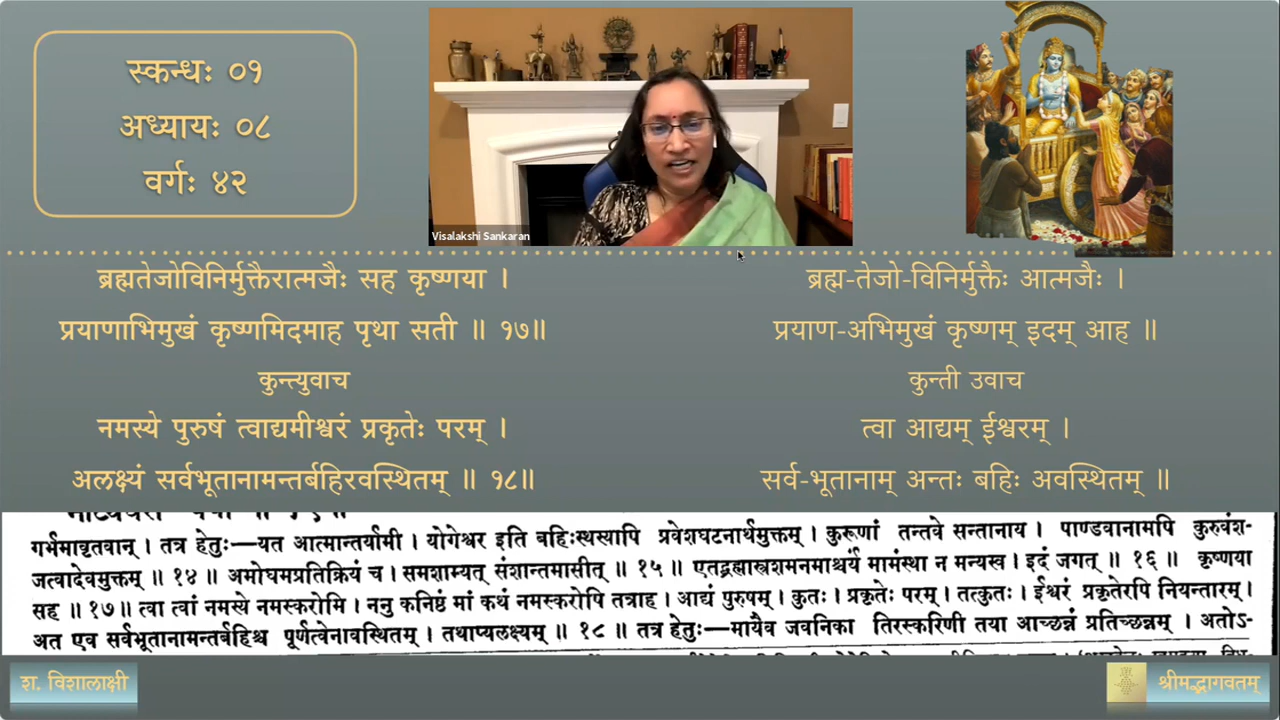 स्कन्धः ०१
अध्यायः ०८
वर्गः ४२
Visalakshi Sankaran
ब्रह्मतेजोविनिर्मुक्तैरात्मजैः सह कृष्णया ।
प्रयाणाभिमुखं कृष्णमिदमाह पृथा सती ॥ १७॥
कुन्त्युवाच
नमस्ये पुरुषं त्वाद्यमीश्वरं प्रकृतेः परम् ।
अलक्ष्यं सर्वभूतानामन्तर्बहिरवस्थितम् ॥ १८॥
ब्रह्म-तेजो-विनिर्मुक्तैः आत्मजैः ।
प्रयाण-अभिमुखं कृष्णम् इदम् आह ॥
कुन्ती उवाच
त्वा आद्यम् ईश्वरम् ।
सर्व-भूतानाम् अन्तः बहिः अवस्थितम् ॥
गर्भमावृतवान् । तत्र हेतुः—यत आत्मान्तर्यामी । योगेश्वर इति बहिःस्थस्यापि प्रवेशघटनार्थमुक्तम् । कुरूणां तन्तवे सन्तानाय । पाण्डवानामपि कुरुवंश-
जत्वादेवमुक्तम् ॥ १४ ॥ अमोघमप्रतिक्रियं च । समशाम्यत् संशान्तमासीत् ॥ १५ ॥ एतद्ब्रह्मास्त्रशमनमाश्चर्यं मामंस्था न मन्यस्व । इदं जगत् ॥ १६ ॥ कृष्णया
सह ॥ १७॥ त्वा त्वां नमस्ये नमस्करोमि । ननु कनिष्ठं मां कथं नमस्करोषि तत्राह । आद्यं पुरुषम् । कुतः । प्रकृतेः परम् । तत्कुतः । ईश्वरं प्रकृतेरपि नियन्तारम् ।
अत एव सर्वभूतानामन्तर्बहिश्च पूर्णत्वेनावस्थितम् । तथाप्यलक्ष्यम् ॥ १८ ॥ तत्र हेतुः—मायैव जवनिका तिरस्करिणी तया आच्छन्नं प्रतिच्छन्नम् । अतोऽ-
श. विशालाक्षी
श्रीमद्भागवतम्